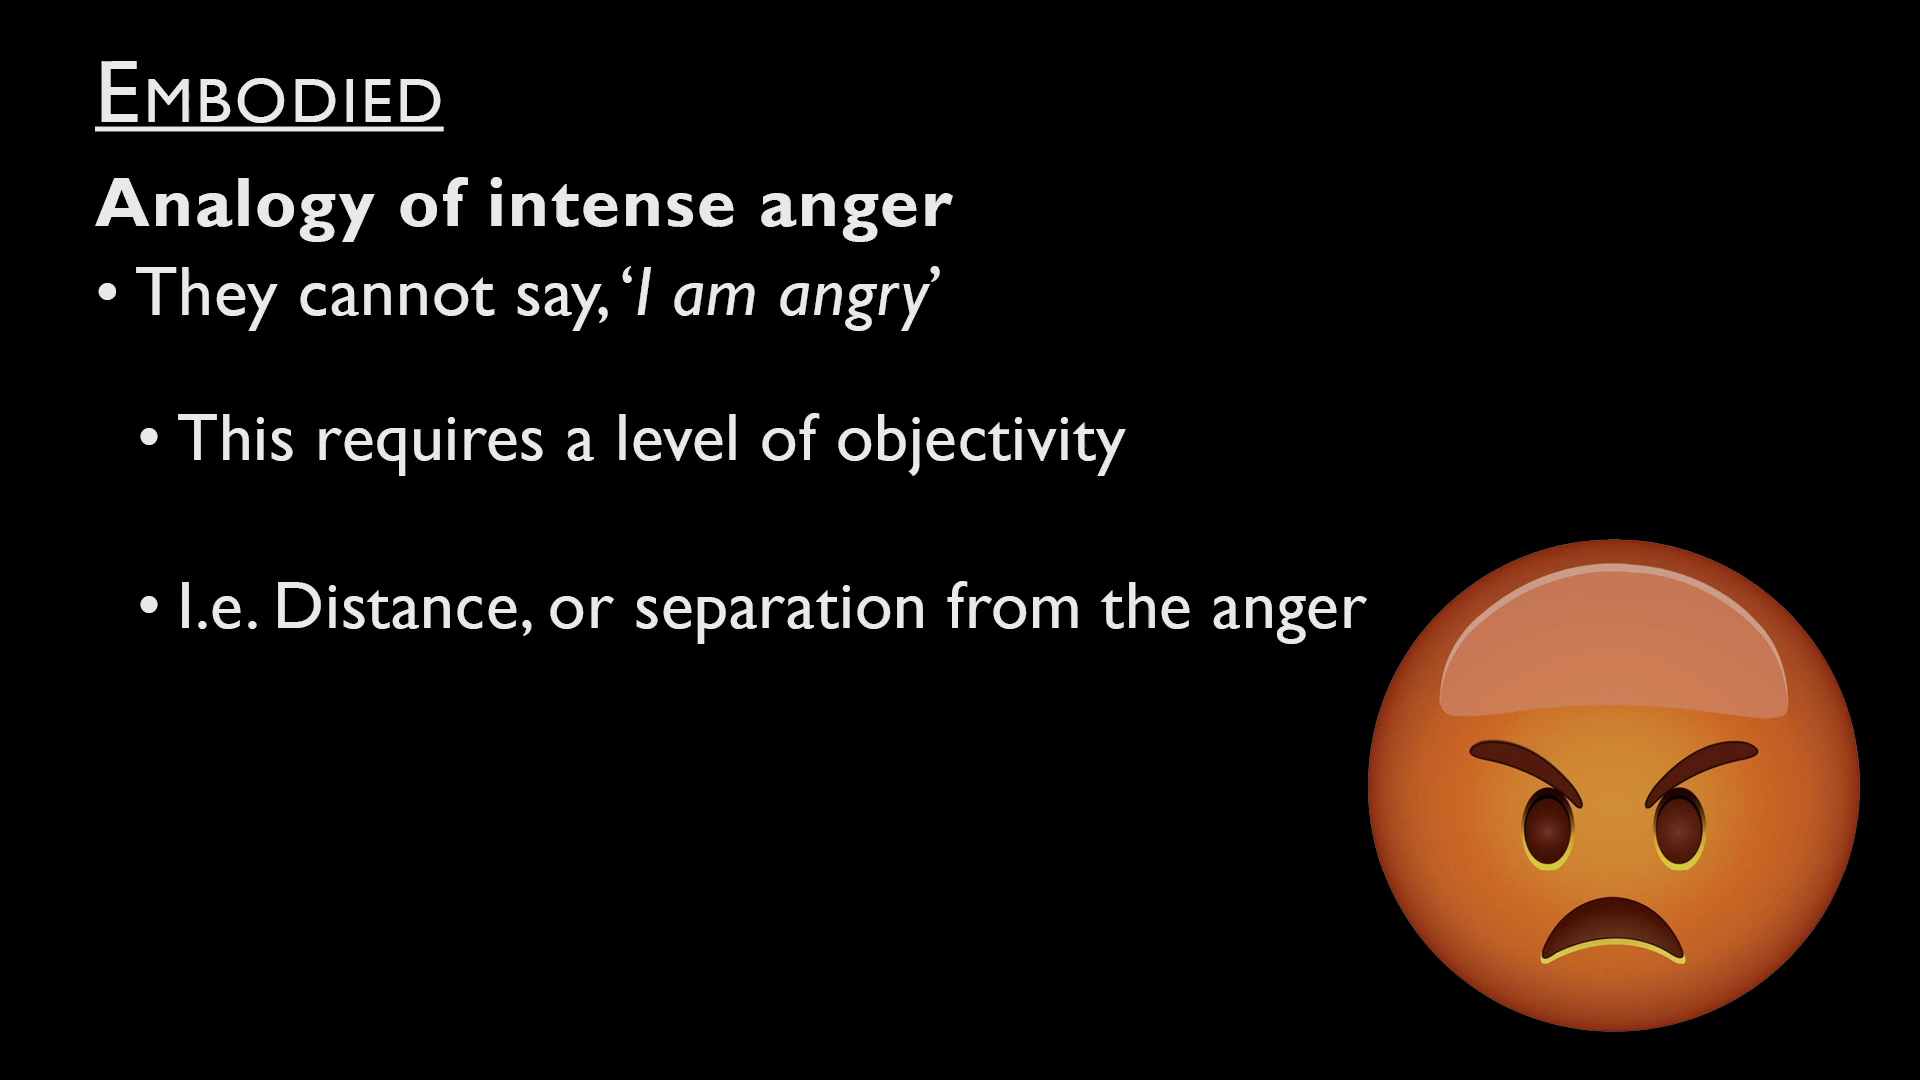 EMBODIED
Analogy of intense anger
• They cannot say, ‘I am angry’
• This requires a level of objectivity
• I.e. Distance, or separation from the anger